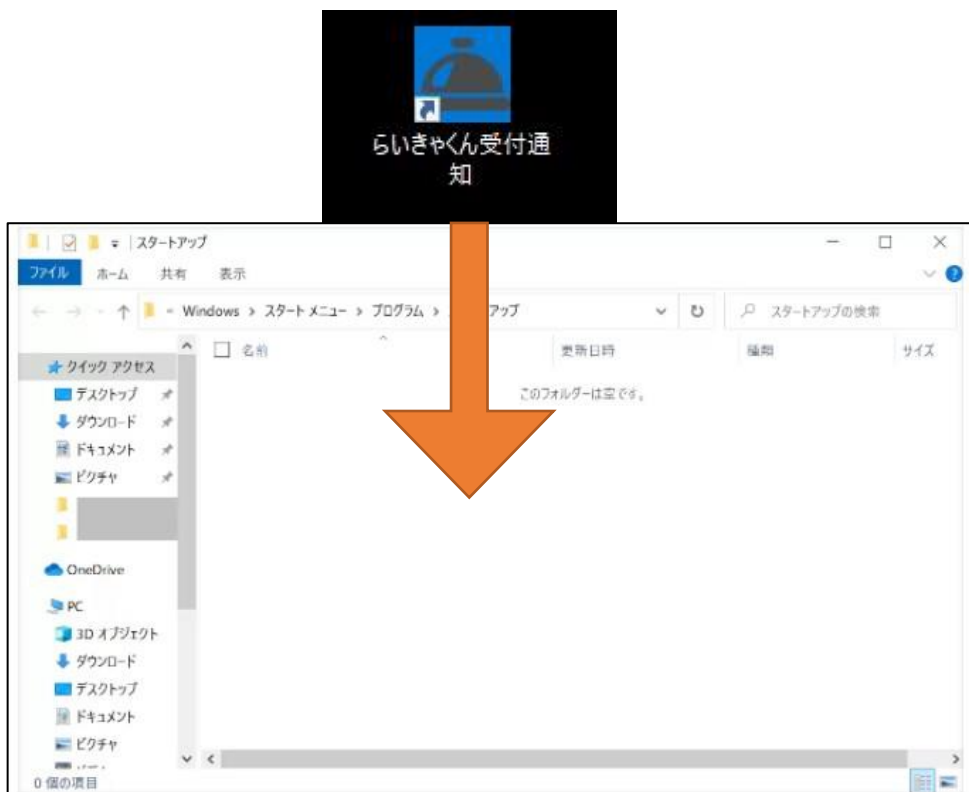 らいきゃくん受付通
知
スタートアップ
ファイル ホーム 共有 表示
« Windows › スタート メニュー › プログラム › アップ
スタートアップの検索
名前 更新日時 種類 サイズ
このフォルダーは空です。
クイック アクセス
デスクトップ
ダウンロード
ドキュメント
ピクチャ
OneDrive
PC
3D オブジェクト
ダウンロード
デスクトップ
ドキュメント
ピクチャ
0 個の項目